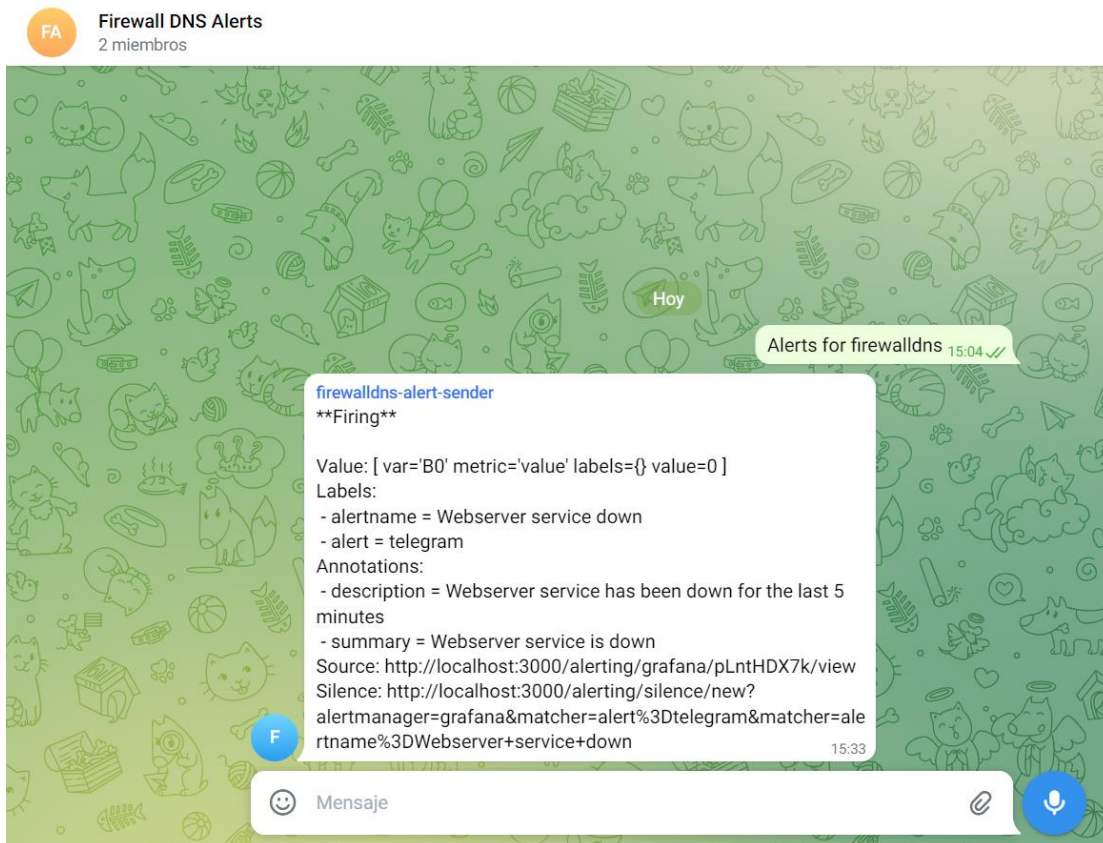 FA
Firewall DNS Alerts
2 miembros
Hoy
Alerts for firewalldns 15:04
firewalldns-alert-sender
**Firing**
Value: [ var='B0' metric='value' labels={} value=0 ]
Labels:
- alertname = Webserver service down
- alert = telegram
Annotations:
- description = Webserver service has been down for the last 5
minutes
- summary = Webserver service is down
Source: http://localhost:3000/alerting/grafana/pLntHDX7k/view
Silence: http://localhost:3000/alerting/silence/new?
alertmanager=grafana&matcher=alert%3Dtelegram&matcher=ale
rtname%3DWebserver+service+down
15:33
F
Mensaje